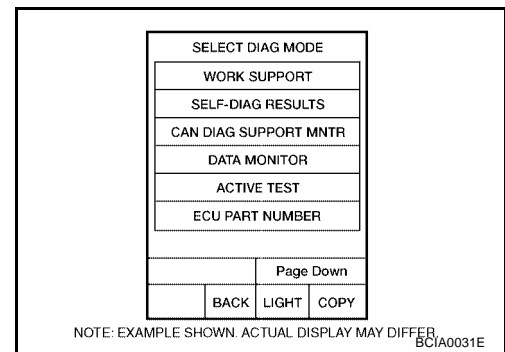 SELECT DIAG MODE
WORK SUPPORT
SELF-DIAG RESULTS
CAN DIAG SUPPORT MNTR
DATA MONITOR
ACTIVE TEST
ECU PART NUMBER
Page Down
BACK LIGHT COPY
NOTE: EXAMPLE SHOWN. ACTUAL DISPLAY MAY DIFFER.
BCIA0031E